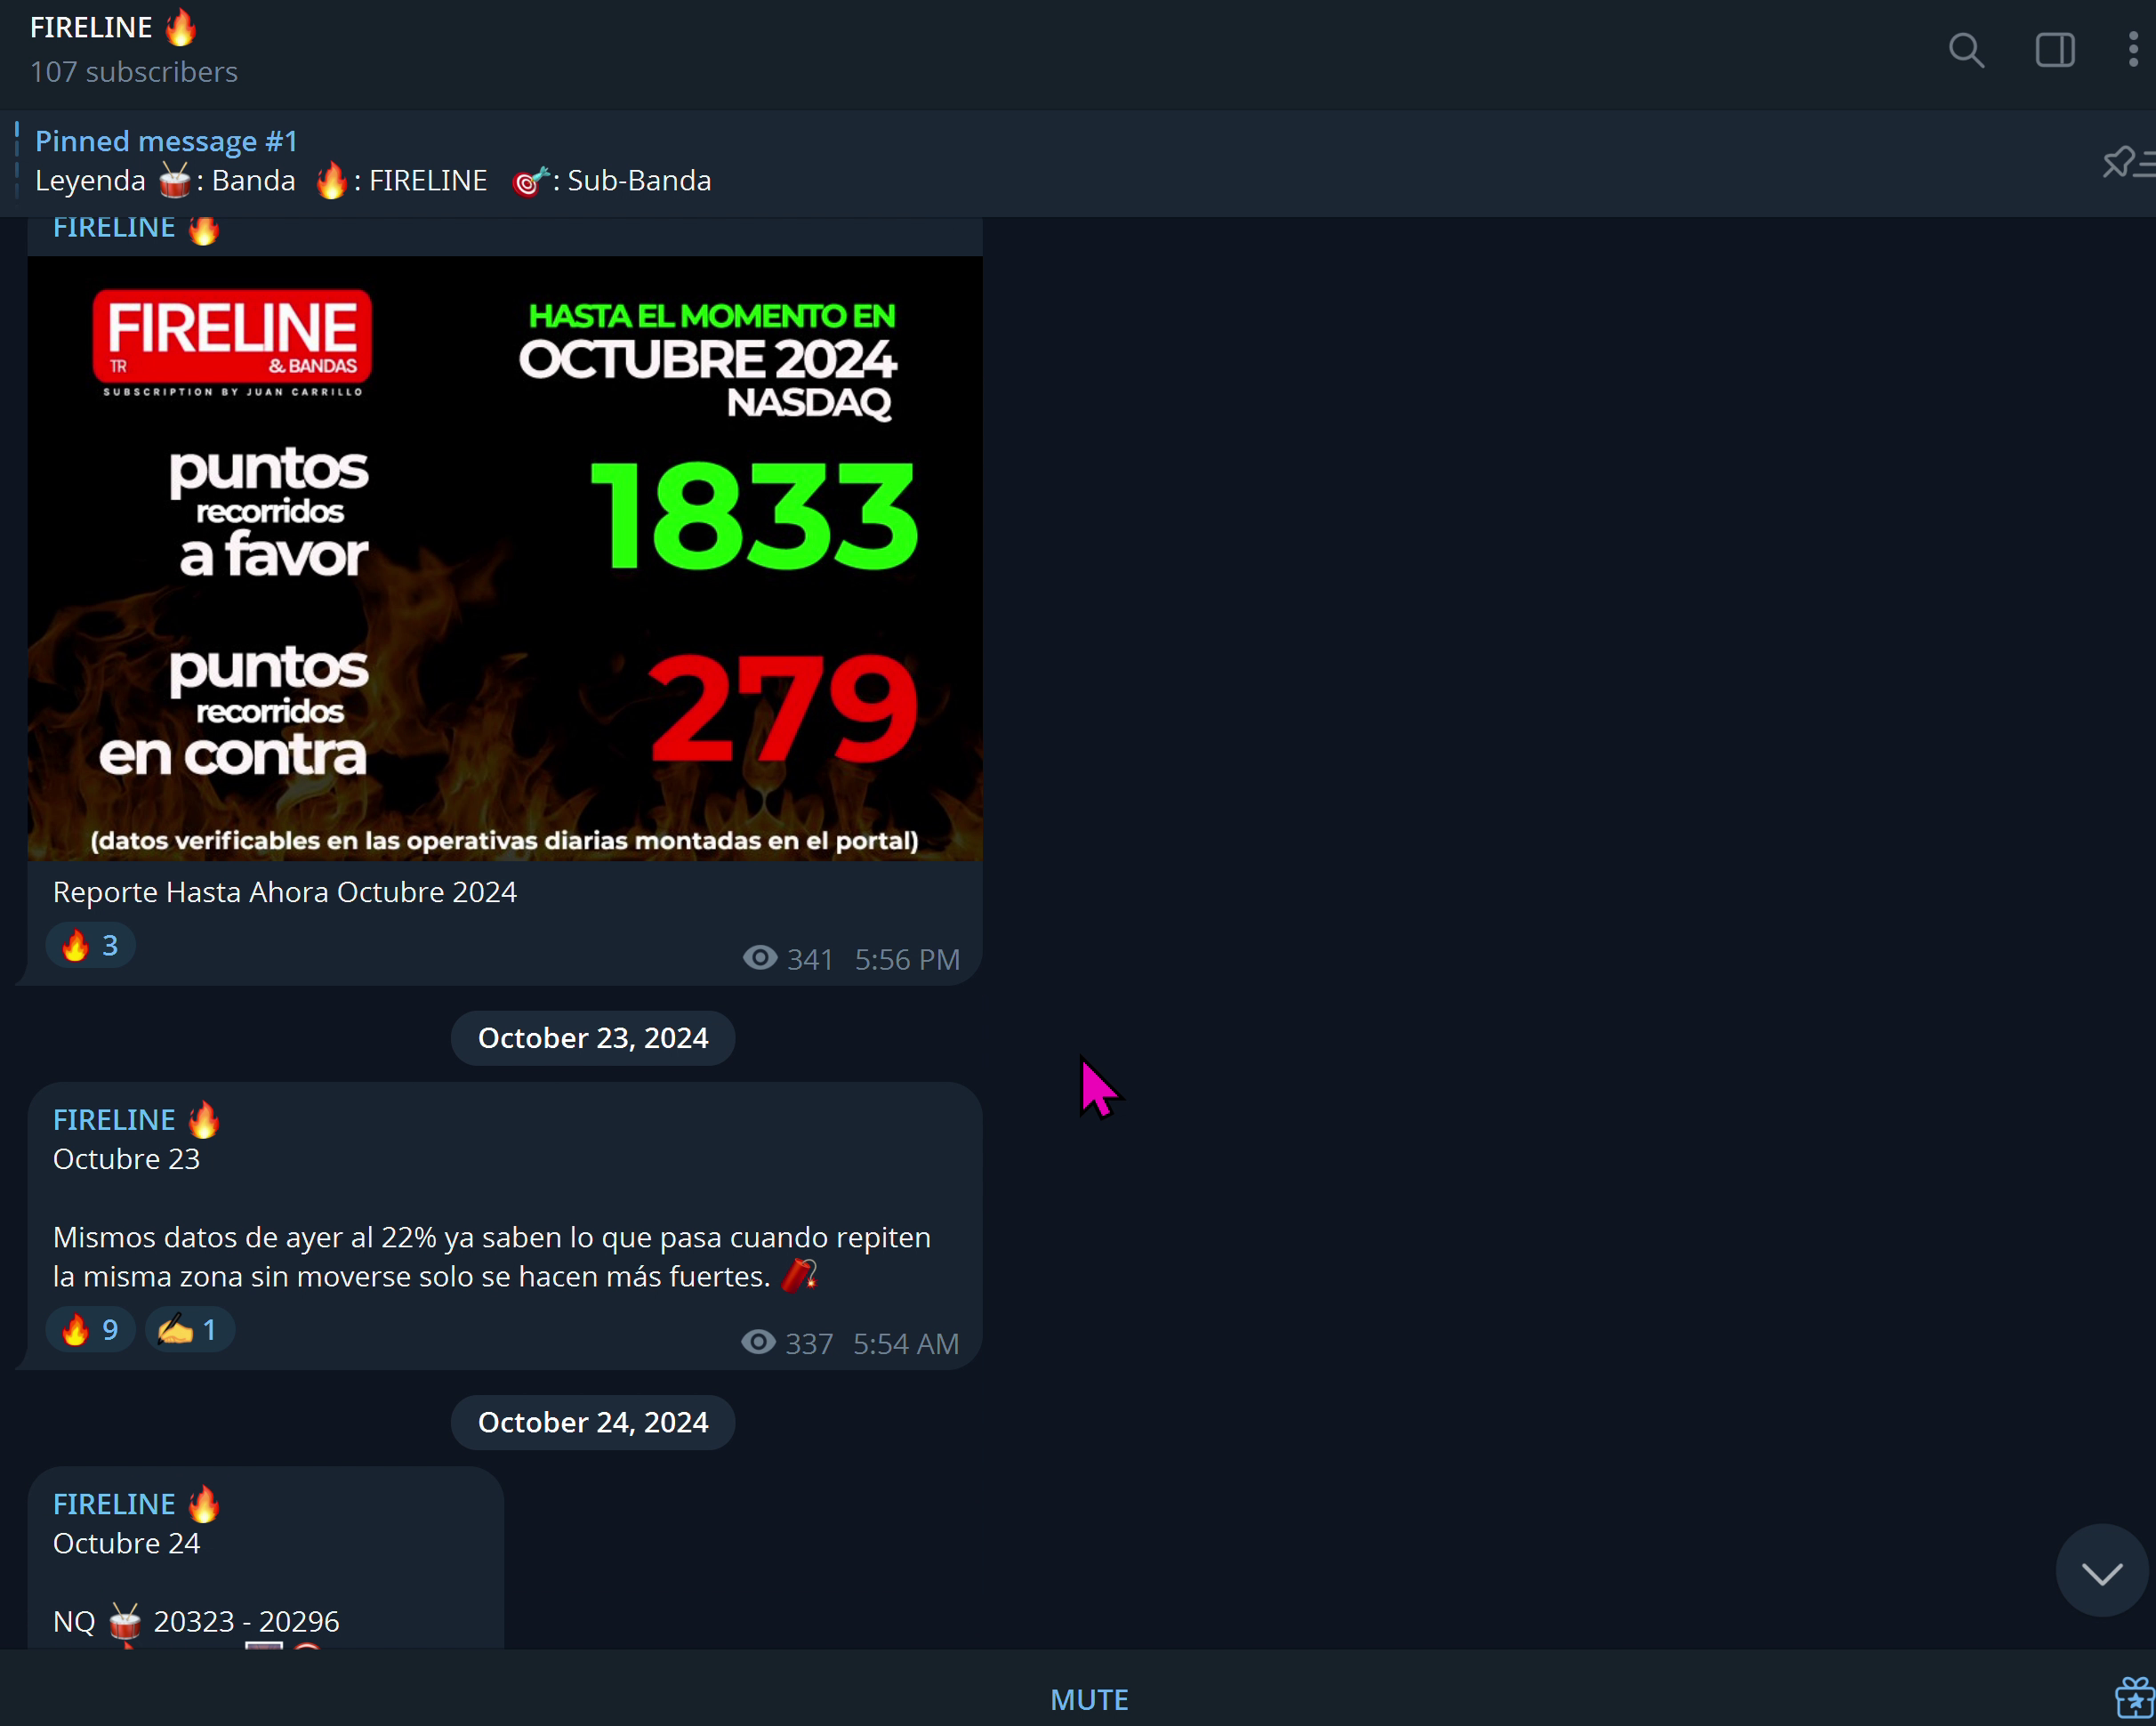 FIRELINE 🔥
107 subscribers
Pinned message #1
Leyenda 🥁: Banda 🔥: FIRELINE 🎯: Sub-Banda
FIRELINE 🔥
FIRELINE
TR & BANDAS
SUBSCRIPTION BY JUAN CARRILLO
HASTA EL MOMENTO EN
OCTUBRE 2024
NASDAQ
puntos
recorridos
a favor
1833
puntos
recorridos
en contra
279
(datos verificables en las operativas diarias montadas en el portal)
Reporte Hasta Ahora Octubre 2024
🔥 3
341 5:56 PM
October 23, 2024
FIRELINE 🔥
Octubre 23
Mismos datos de ayer al 22% ya saben lo que pasa cuando repiten
la misma zona sin moverse solo se hacen más fuertes. 🧨
🔥 9 ✍️ 1
337 5:54 AM
October 24, 2024
FIRELINE 🔥
Octubre 24
NQ 🥁 20323 - 20296
MUTE